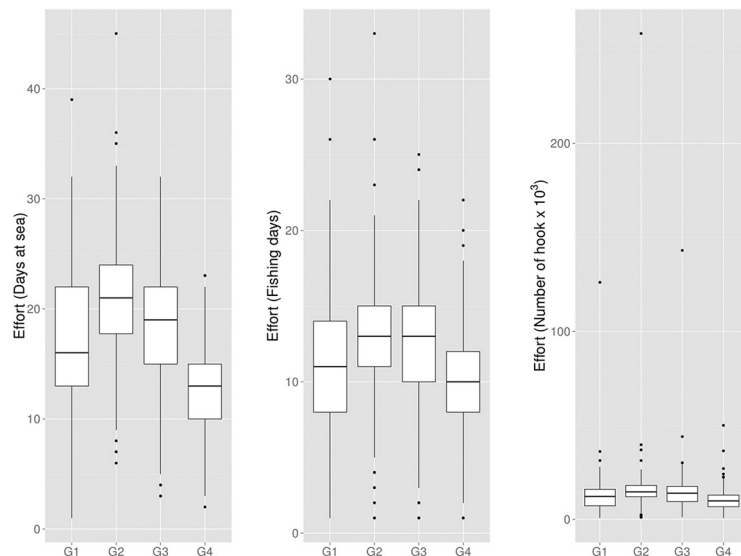 Effort (Days at sea)
40
30
20
10
0
G1 G2 G3 G4
Effort (Fishing days)
30
20
10
0
G1 G2 G3 G4
Effort (Number of hook x 10³)
200
100
0
G1 G2 G3 G4